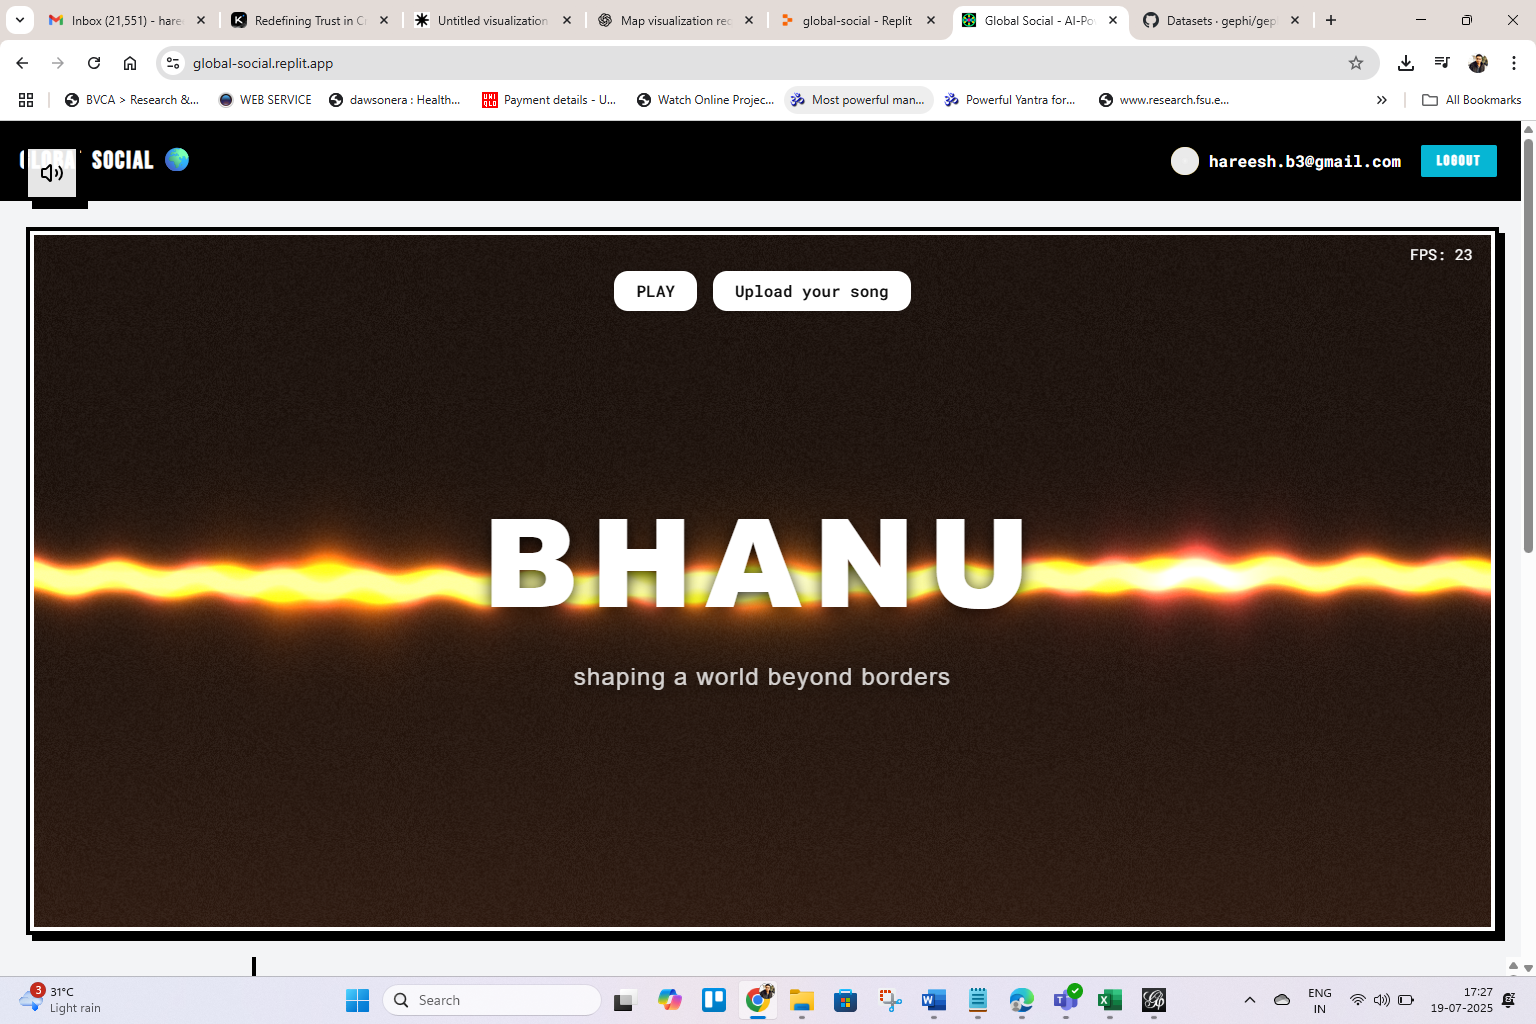 Inbox (21,551) - hare
Redefining Trust in Cr
Untitled visualization
Map visualization rec
global-social - Replit
Global Social - AI-Po
Datasets · gephi/gep
global-social.replit.app
BVCA > Research &...
WEB SERVICE
dawsonera : Health...
UNI QLO
Payment details - U...
Watch Online Projec...
Most powerful man...
Powerful Yantra for...
www.research.fsu.e...
All Bookmarks
SOCIAL
hareesh.b3@gmail.com
LOGOUT
FPS: 23
PLAY
Upload your song
BHANU
shaping a world beyond borders
3
31°C
Light rain
Search
ENG
IN
17:27
19-07-2025